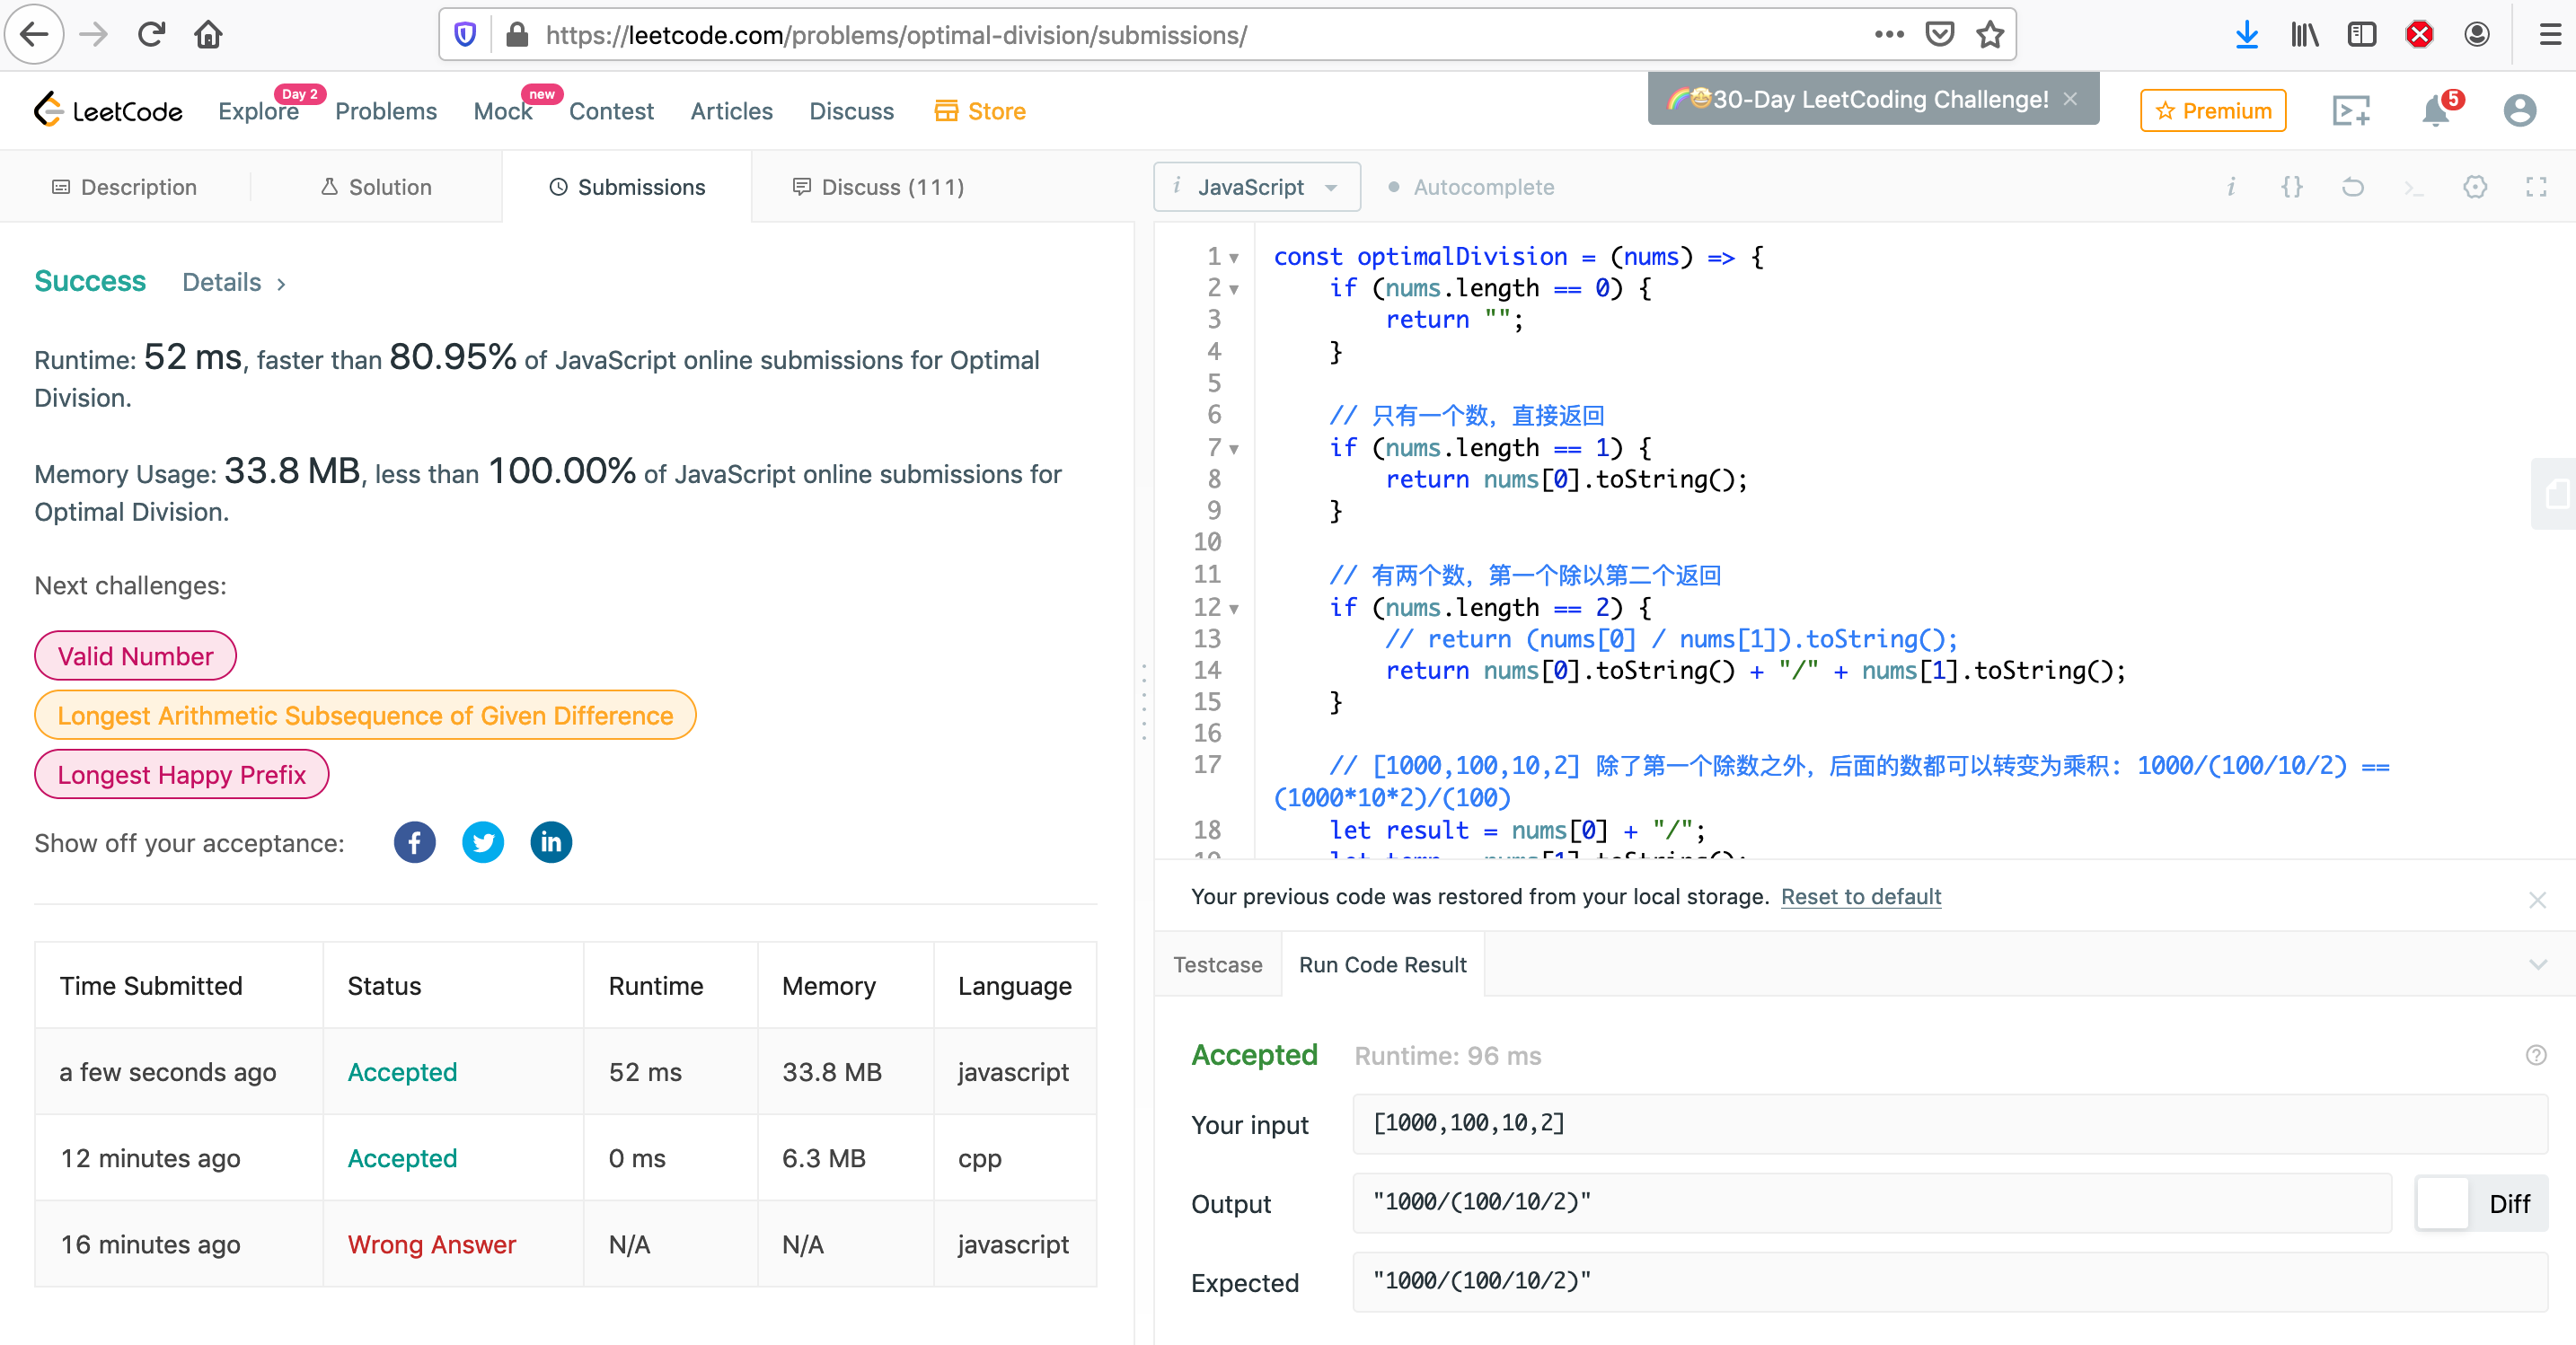 https://leetcode.com/problems/optimal-division/submissions/
LeetCode
Explore
Day 2
Problems
Mock
new
Contest
Articles
Discuss
Store
🌈🤩30-Day LeetCoding Challenge!
Premium
5
Description
Solution
Submissions
Discuss (111)
i JavaScript
Autocomplete
Success
Details
Runtime: 52 ms, faster than 80.95% of JavaScript online submissions for Optimal
Division.
Memory Usage: 33.8 MB, less than 100.00% of JavaScript online submissions for
Optimal Division.
Next challenges:
Valid Number
Longest Arithmetic Subsequence of Given Difference
Longest Happy Prefix
Show off your acceptance:
Time Submitted Status Runtime Memory Language
a few seconds ago Accepted 52 ms 33.8 MB javascript
12 minutes ago Accepted 0 ms 6.3 MB cpp
16 minutes ago Wrong Answer N/A N/A javascript
1 const optimalDivision = (nums) => {
2 if (nums.length == 0) {
3 return "";
4 }
5
6 // 只有一个数，直接返回
7 if (nums.length == 1) {
8 return nums[0].toString();
9 }
10
11 // 有两个数，第一个除以第二个返回
12 if (nums.length == 2) {
13 // return (nums[0] / nums[1]).toString();
14 return nums[0].toString() + "/" + nums[1].toString();
15 }
16
17 // [1000,100,10,2] 除了第一个除数之外，后面的数都可以转变为乘积: 1000/(100/10/2) ==
(1000*10*2)/(100)
18 let result = nums[0] + "/";
19 let temp = nums[1].toString();
Your previous code was restored from your local storage. Reset to default
Testcase
Run Code Result
Accepted Runtime: 96 ms
Your input [1000,100,10,2]
Output "1000/(100/10/2)"
Diff
Expected "1000/(100/10/2)"